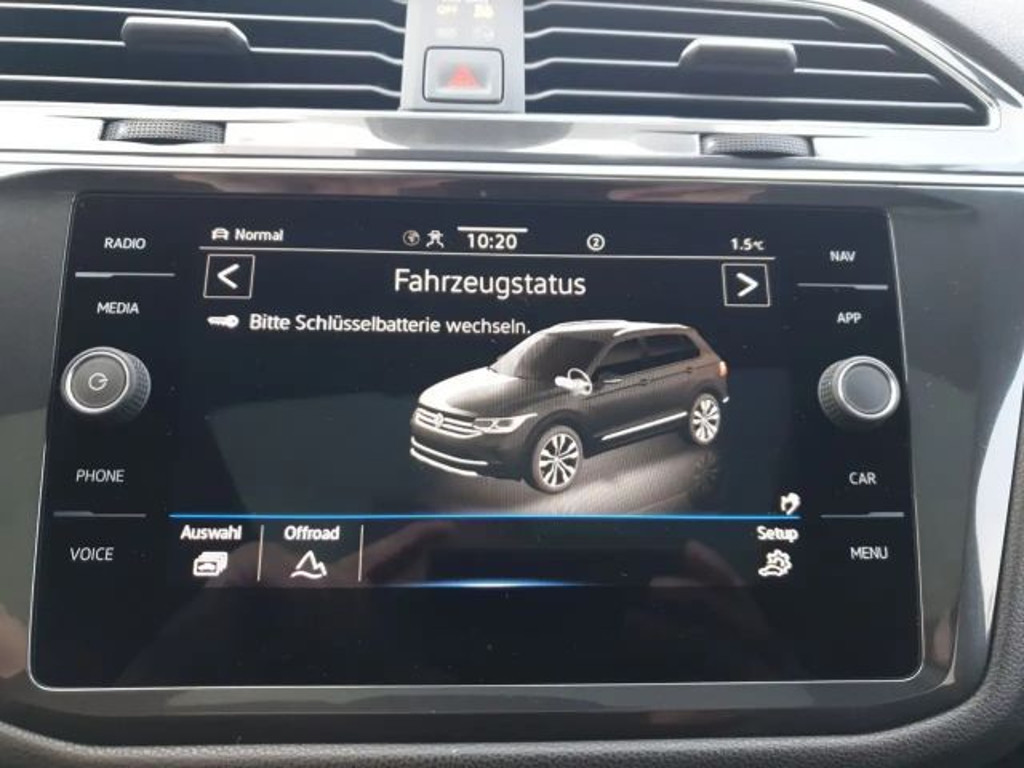 OFF
RADIO
Normal
10:20
2
1.5°C
NAV
Fahrzeugstatus
MEDIA
Bitte Schlüsselbatterie wechseln.
APP
PHONE
CAR
Auswahl
Offroad
Setup
VOICE
MENU